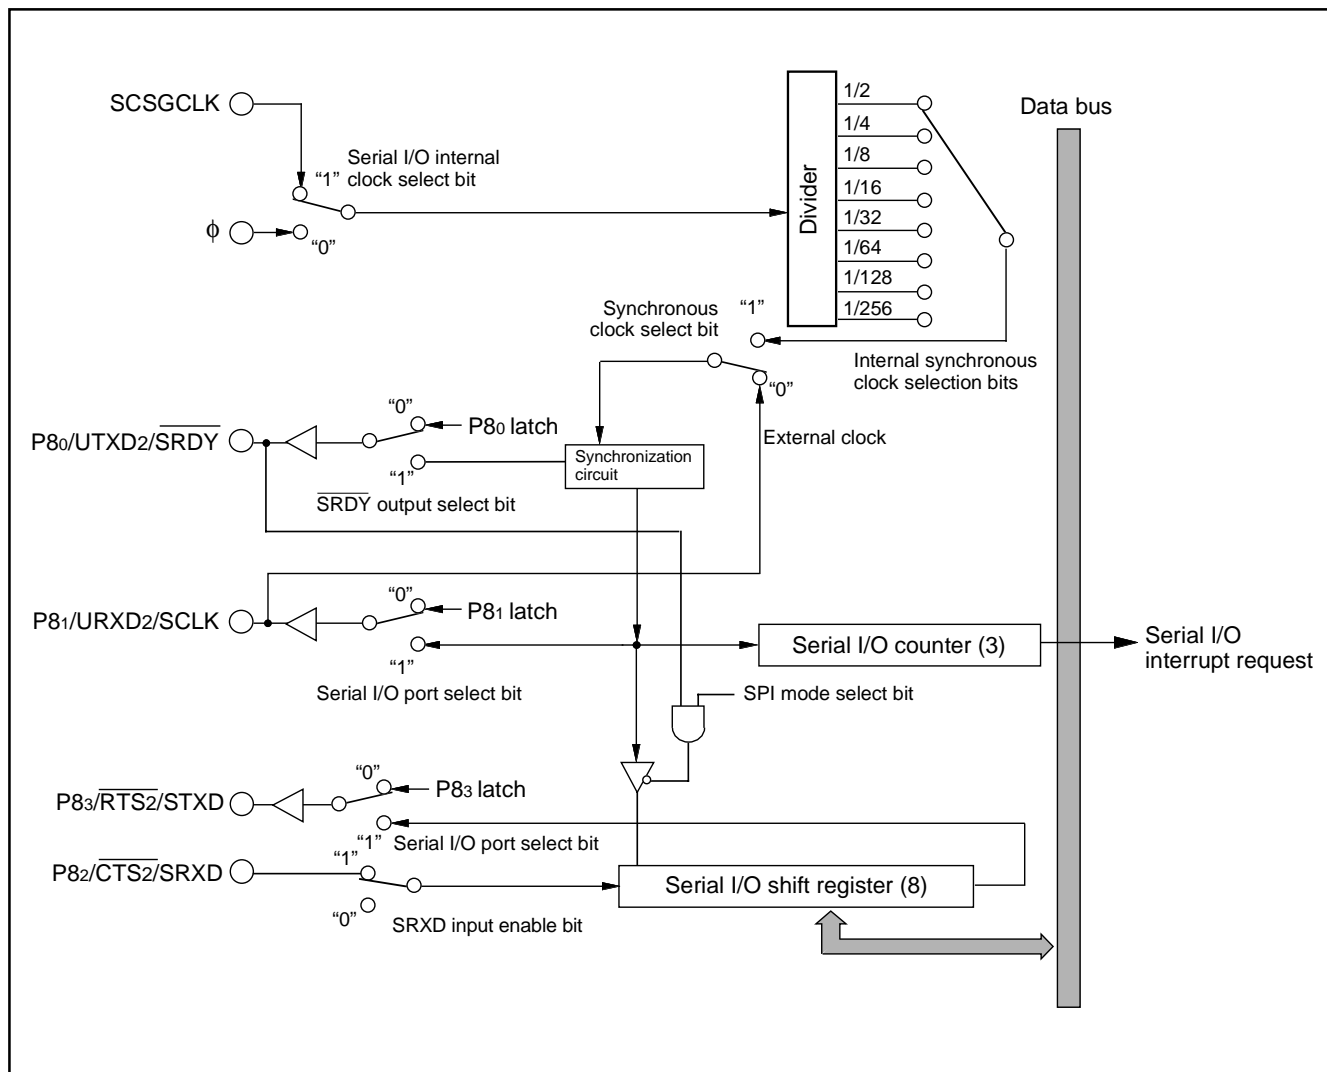 SCSGCLK
“1”
Serial I/O internal
clock select bit
ϕ
“0”
Divider
1/2
1/4
1/8
1/16
1/32
1/64
1/128
1/256
Data bus
Synchronous
clock select bit
“1”
“0”
Internal synchronous
clock selection bits
External clock
P80/UTXD2/SRDY
“0”
P80 latch
“1”
SRDY output select bit
Synchronization
circuit
P81/URXD2/SCLK
“0”
P81 latch
“1”
Serial I/O port select bit
Serial I/O counter (3)
Serial I/O
interrupt request
SPI mode select bit
P83/RTS2/STXD
“0”
P83 latch
“1”
Serial I/O port select bit
P82/CTS2/SRXD
“1”
“0”
SRXD input enable bit
Serial I/O shift register (8)